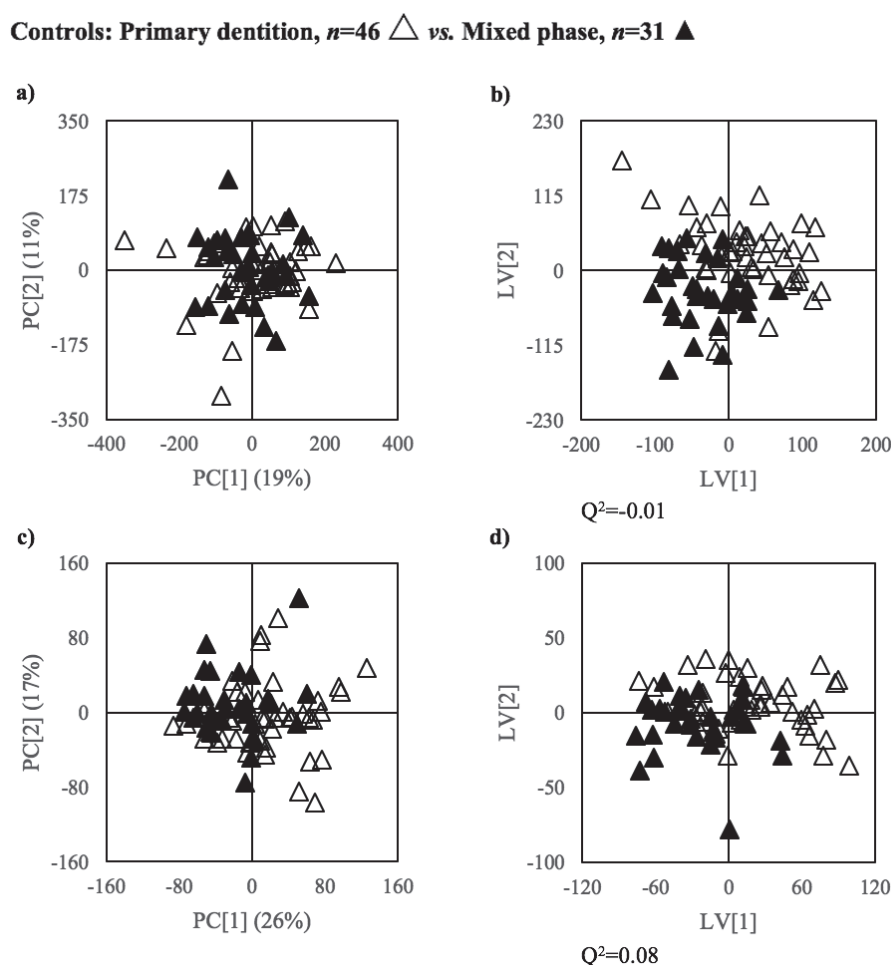 Controls: Primary dentition, n=46 △ vs. Mixed phase, n=31 ▲
a)
350
175
0
-175
-350
PC[2] (11%)
-400
-200
0
200
400
PC[1] (19%)
b)
230
115
0
-115
-230
LV[2]
-200
-100
0
100
200
LV[1]
Q²=-0.01
c)
160
80
0
-80
-160
PC[2] (17%)
-160
-80
0
80
160
PC[1] (26%)
d)
100
50
0
-50
-100
LV[2]
-120
-60
0
60
120
LV[1]
Q²=0.08